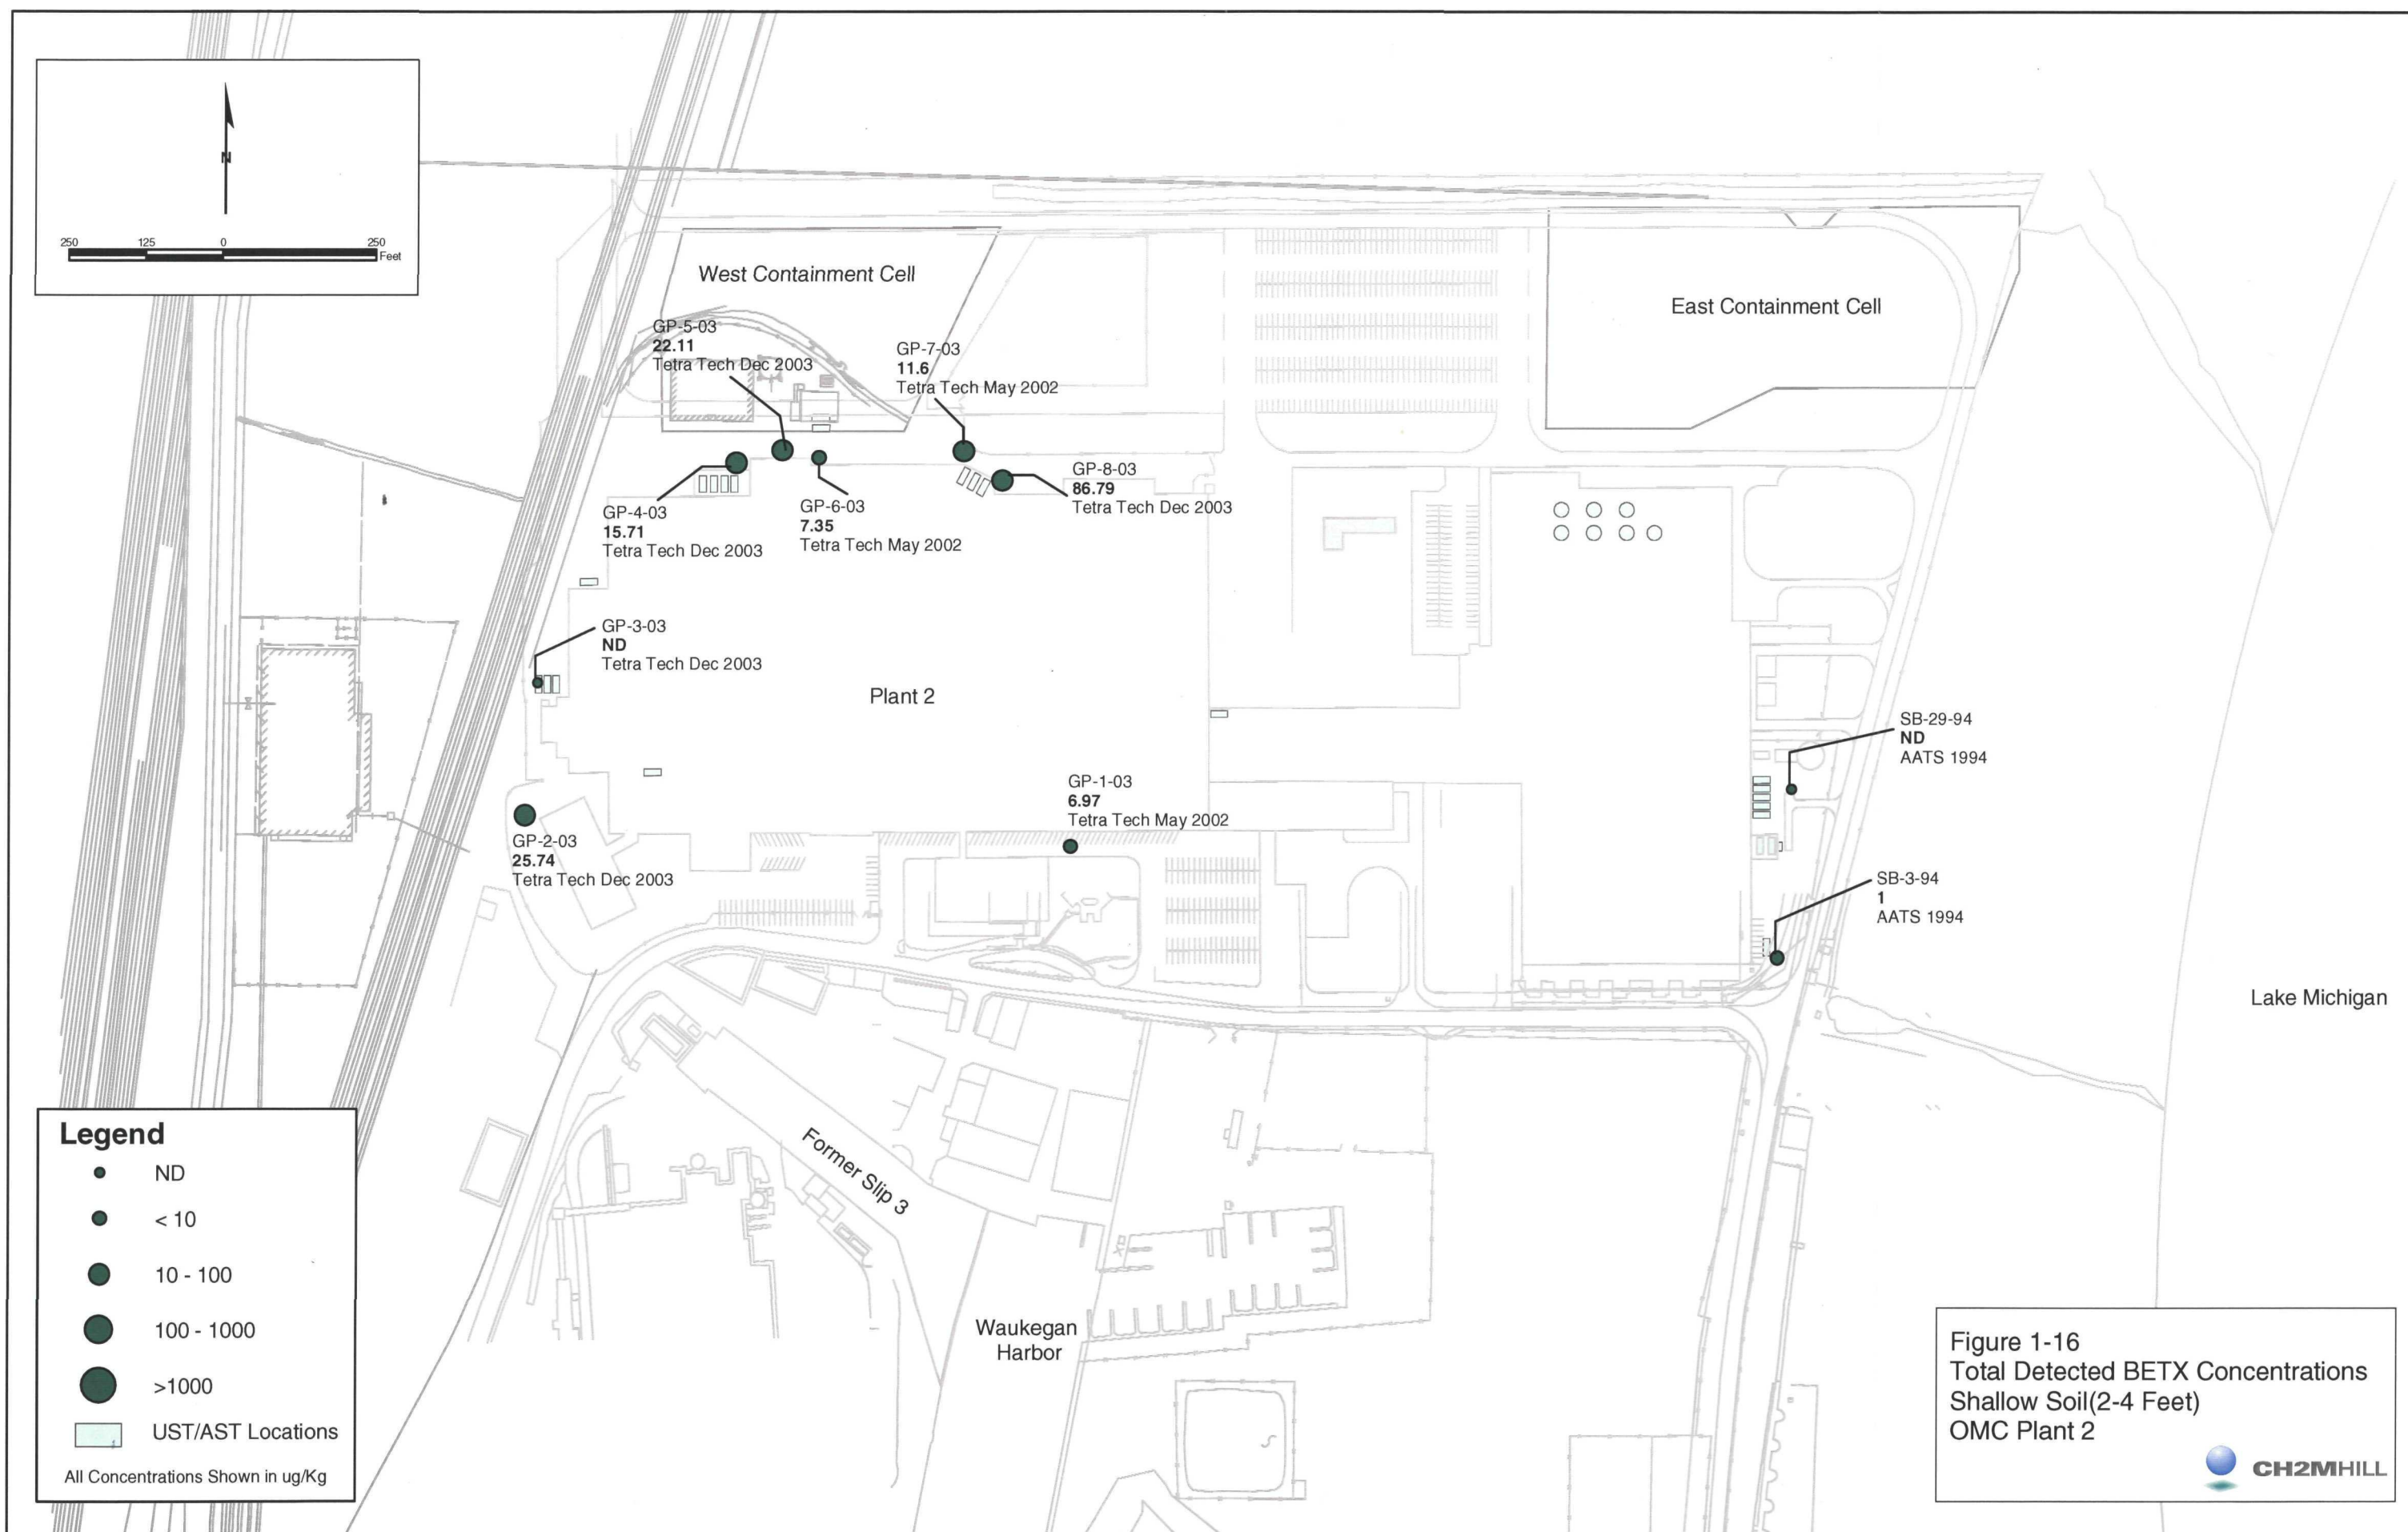 N
250 125 0 250
Feet
West Containment Cell
East Containment Cell
GP-5-03
22.11
Tetra Tech Dec 2003
GP-7-03
11.6
Tetra Tech May 2002
GP-4-03
15.71
Tetra Tech Dec 2003
GP-6-03
7.35
Tetra Tech May 2002
GP-8-03
86.79
Tetra Tech Dec 2003
GP-3-03
ND
Tetra Tech Dec 2003
Plant 2
SB-29-94
ND
AATS 1994
GP-1-03
6.97
Tetra Tech May 2002
GP-2-03
25.74
Tetra Tech Dec 2003
SB-3-94
1
AATS 1994
Lake Michigan
Former Slip 3
Waukegan
Harbor
Legend
ND
< 10
10 - 100
100 - 1000
>1000
UST/AST Locations
All Concentrations Shown in ug/Kg
Figure 1-16
Total Detected BETX Concentrations
Shallow Soil(2-4 Feet)
OMC Plant 2
CH2MHILL